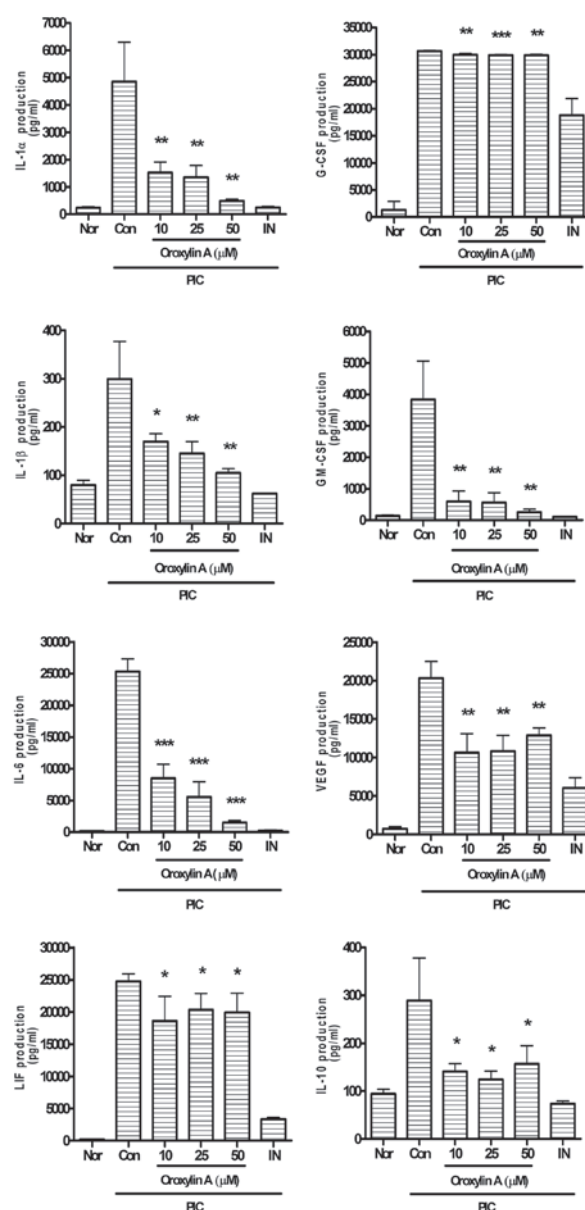 IL-1α production
(pg/ml)
7000
6000
5000
4000
3000
2000
1000
0
** ** **
Nor Con 10 25 50 IN
Oroxylin A (µM)
PIC
G-CSF production
(pg/ml)
35000
30000
25000
20000
15000
10000
5000
0
** *** **
Nor Con 10 25 50 IN
Oroxylin A (µM)
PIC
IL-1β production
(pg/ml)
400
300
200
100
0
* ** **
Nor Con 10 25 50 IN
Oroxylin A (µM)
PIC
GM-CSF production
(pg/ml)
6000
5000
4000
3000
2000
1000
0
** ** **
Nor Con 10 25 50 IN
Oroxylin A (µM)
PIC
IL-6 production
(pg/ml)
30000
25000
20000
15000
10000
5000
0
*** *** ***
Nor Con 10 25 50 IN
Oroxylin A (µM)
PIC
VEGF production
(pg/ml)
25000
20000
15000
10000
5000
0
** ** **
Nor Con 10 25 50 IN
Oroxylin A (µM)
PIC
LIF production
(pg/ml)
30000
25000
20000
15000
10000
5000
0
* * *
Nor Con 10 25 50 IN
Oroxylin A (µM)
PIC
IL-10 production
(pg/ml)
400
300
200
100
0
* * *
Nor Con 10 25 50 IN
Oroxylin A (µM)
PIC